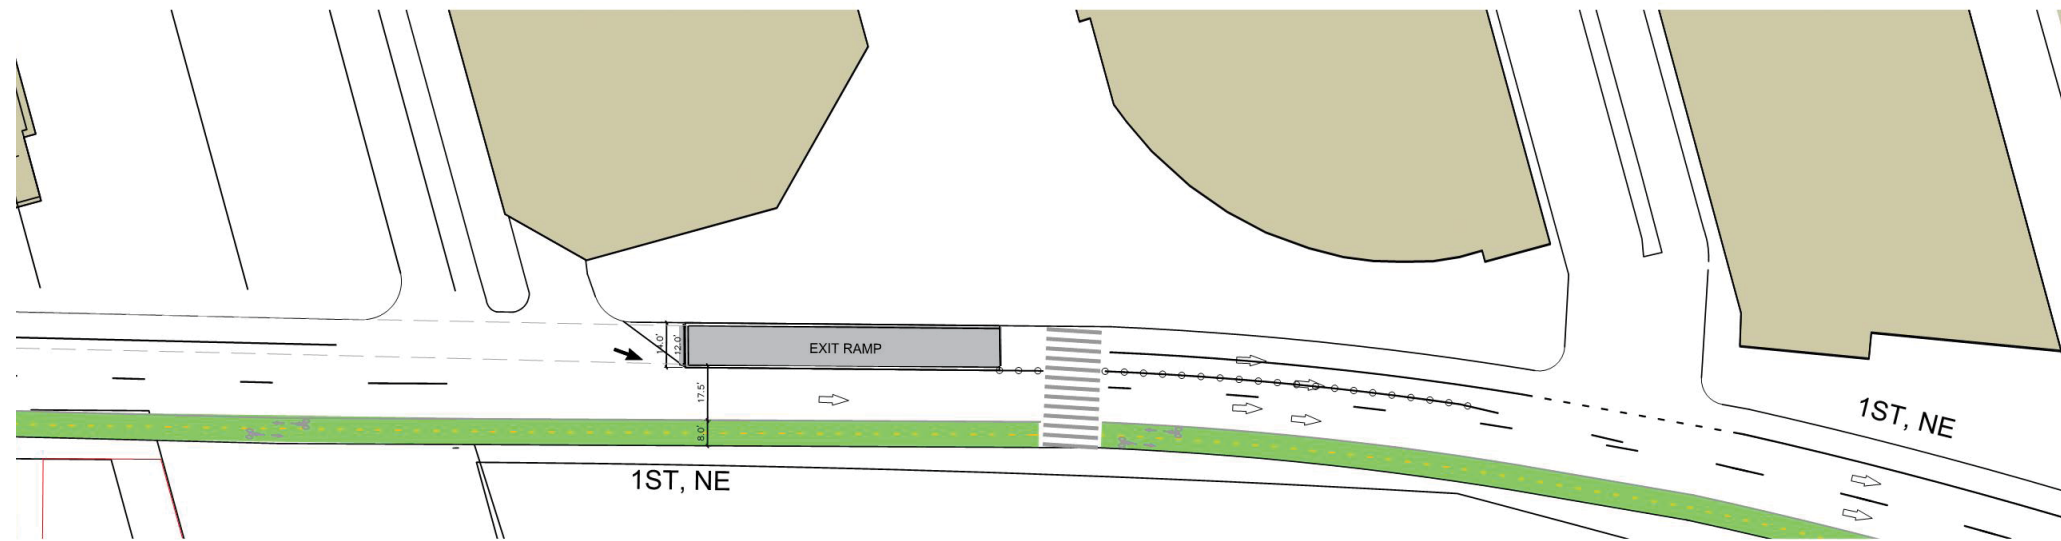 14.0'
12.0'
EXIT RAMP
17.5'
8.0'
1ST, NE
1ST, NE